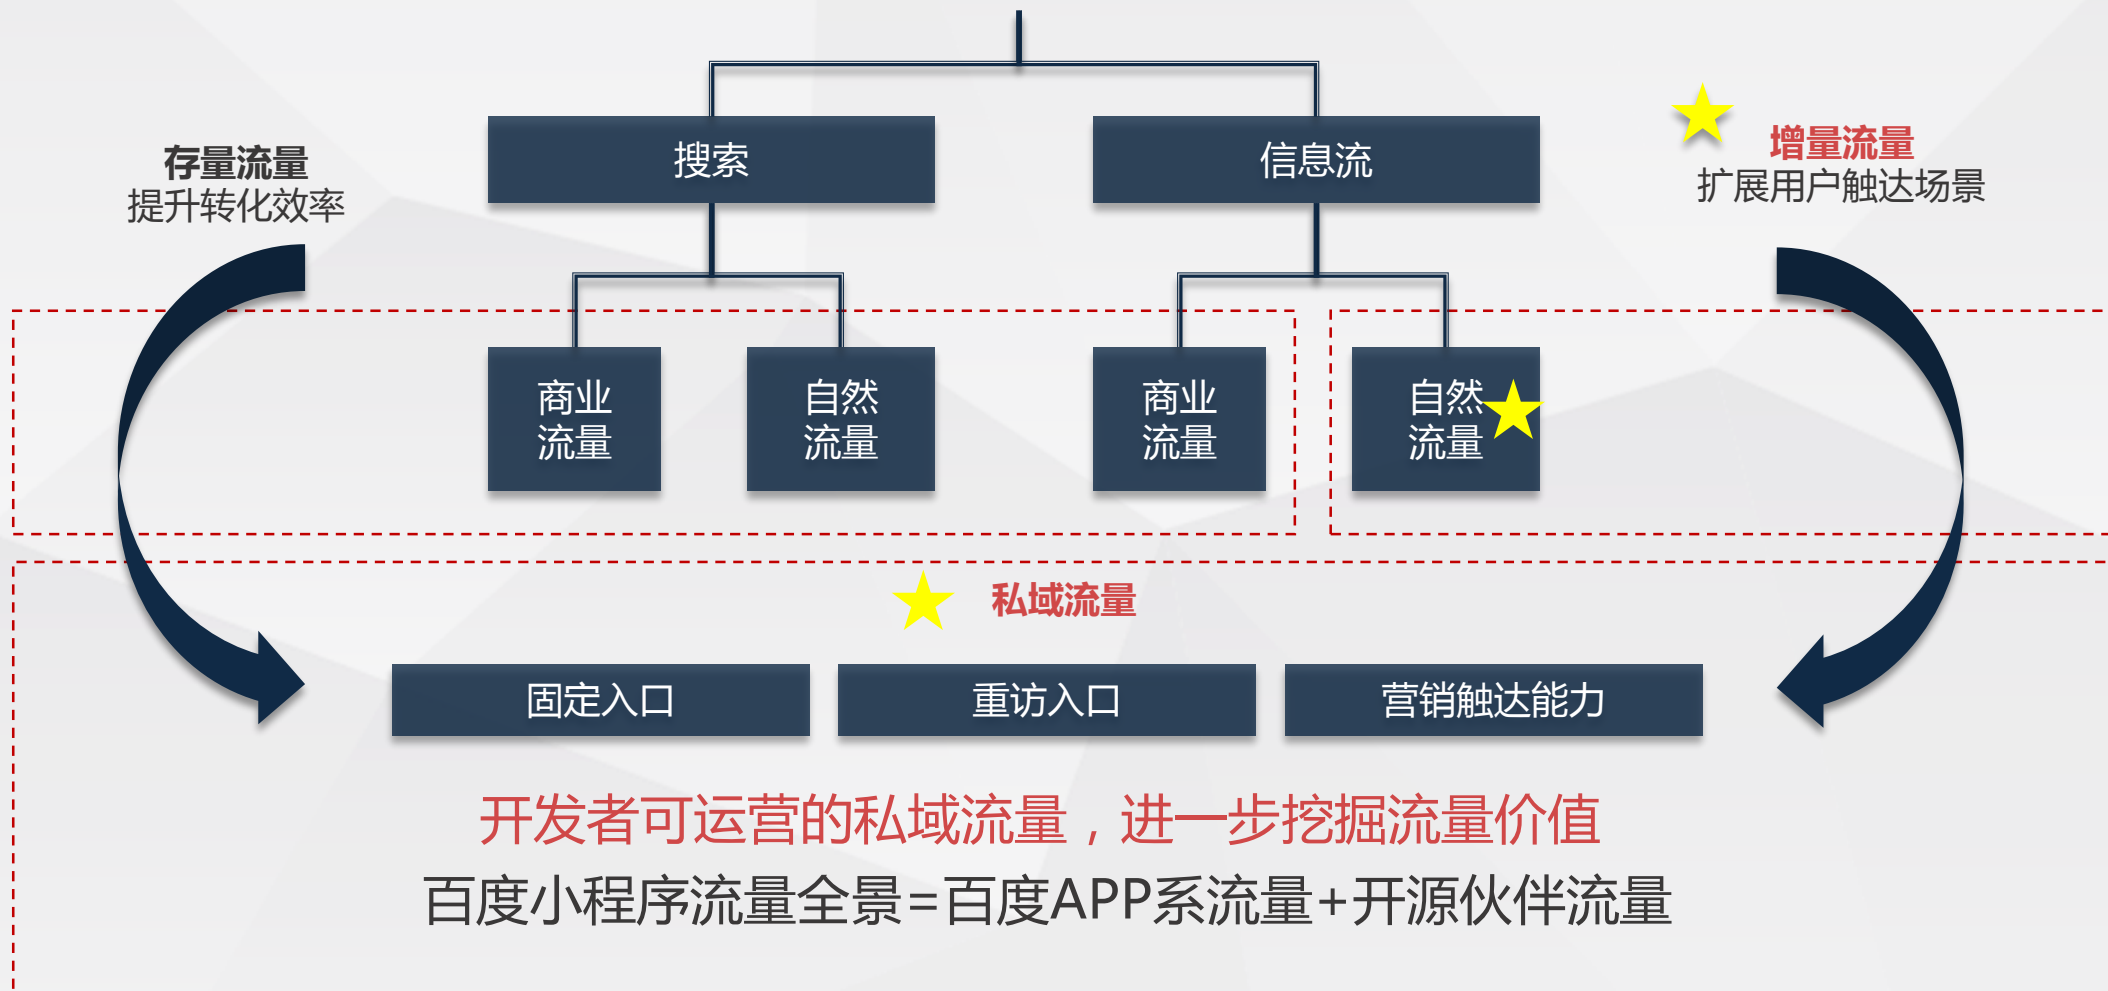 搜索
信息流
存量流量
提升转化效率
增量流量
扩展用户触达场景
商业
流量
自然
流量
商业
流量
自然
流量
私域流量
固定入口
重访入口
营销触达能力
开发者可运营的私域流量，进一步挖掘流量价值
百度小程序流量全景=百度APP系流量+开源伙伴流量